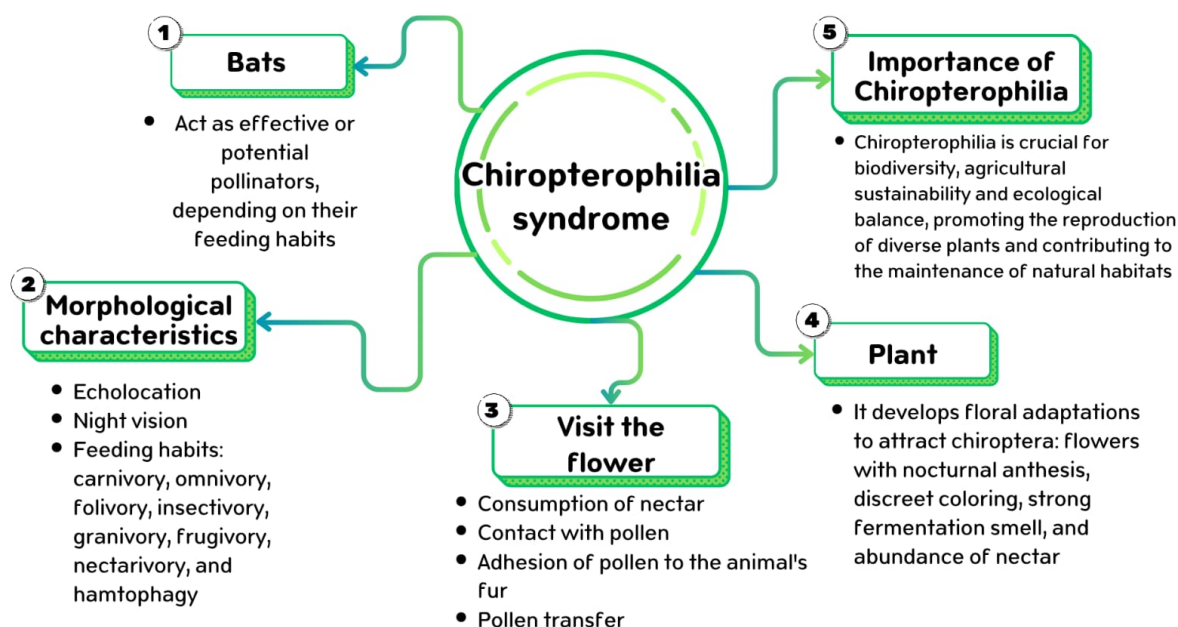 Chiropterophilia
syndrome
1
Bats
• Act as effective or
potential
pollinators,
depending on their
feeding habits
2
Morphological
characteristics
• Echolocation
• Night vision
• Feeding habits:
carnivory, omnivory,
folivory, insectivory,
granivory, frugivory,
nectarivory, and
hamtophagy
3
Visit the
flower
• Consumption of nectar
• Contact with pollen
• Adhesion of pollen to the animal's
fur
• Pollen transfer
4
Plant
• It develops floral adaptations
to attract chiroptera: flowers
with nocturnal anthesis,
discreet coloring, strong
fermentation smell, and
abundance of nectar
5
Importance of
Chiropterophilia
• Chiropterophilia is crucial for
biodiversity, agricultural
sustainability and ecological
balance, promoting the reproduction
of diverse plants and contributing to
the maintenance of natural habitats